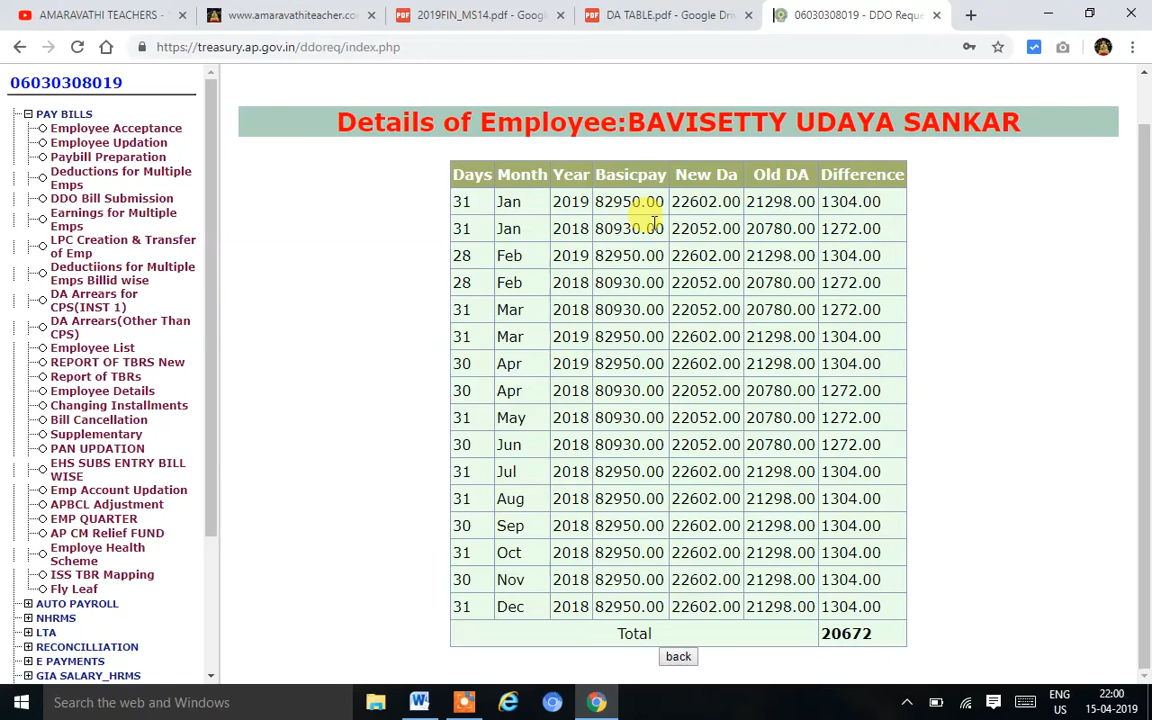 AMARAVATHI TEACHERS -
www.amaravathiteacher.co
2019FIN_MS14.pdf - Googl
DA TABLE.pdf - Google Dri
06030308019 - DDO Reque
https://treasury.ap.gov.in/ddoreq/index.php
06030308019
PAY BILLS
Employee Acceptance
Employee Updation
Paybill Preparation
Deductions for Multiple
Emps
DDO Bill Submission
Earnings for Multiple
Emps
LPC Creation & Transfer
of Emp
Deductiions for Multiple
Emps Billid wise
DA Arrears for
CPS(INST 1)
DA Arrears(Other Than
CPS)
Employee List
REPORT OF TBRS New
Report of TBRs
Employee Details
Changing Installments
Bill Cancellation
Supplementary
PAN UPDATION
EHS SUBS ENTRY BILL
WISE
Emp Account Updation
APBCL Adjustment
EMP QUARTER
AP CM Relief FUND
Employe Health
Scheme
ISS TBR Mapping
Fly Leaf
AUTO PAYROLL
NHRMS
LTA
RECONCILLIATION
E PAYMENTS
GIA SALARY_HRMS
Details of Employee:BAVISETTY UDAYA SANKAR
Days Month Year Basicpay New Da Old DA Difference
31 Jan 2019 82950.00 22602.00 21298.00 1304.00
31 Jan 2018 80930.00 22052.00 20780.00 1272.00
28 Feb 2019 82950.00 22602.00 21298.00 1304.00
28 Feb 2018 80930.00 22052.00 20780.00 1272.00
31 Mar 2018 80930.00 22052.00 20780.00 1272.00
31 Mar 2019 82950.00 22602.00 21298.00 1304.00
30 Apr 2019 82950.00 22602.00 21298.00 1304.00
30 Apr 2018 80930.00 22052.00 20780.00 1272.00
31 May 2018 80930.00 22052.00 20780.00 1272.00
30 Jun 2018 80930.00 22052.00 20780.00 1272.00
31 Jul 2018 82950.00 22602.00 21298.00 1304.00
31 Aug 2018 82950.00 22602.00 21298.00 1304.00
30 Sep 2018 82950.00 22602.00 21298.00 1304.00
31 Oct 2018 82950.00 22602.00 21298.00 1304.00
30 Nov 2018 82950.00 22602.00 21298.00 1304.00
31 Dec 2018 82950.00 22602.00 21298.00 1304.00
Total 20672
back
Search the web and Windows
ENG
US
22:00
15-04-2019